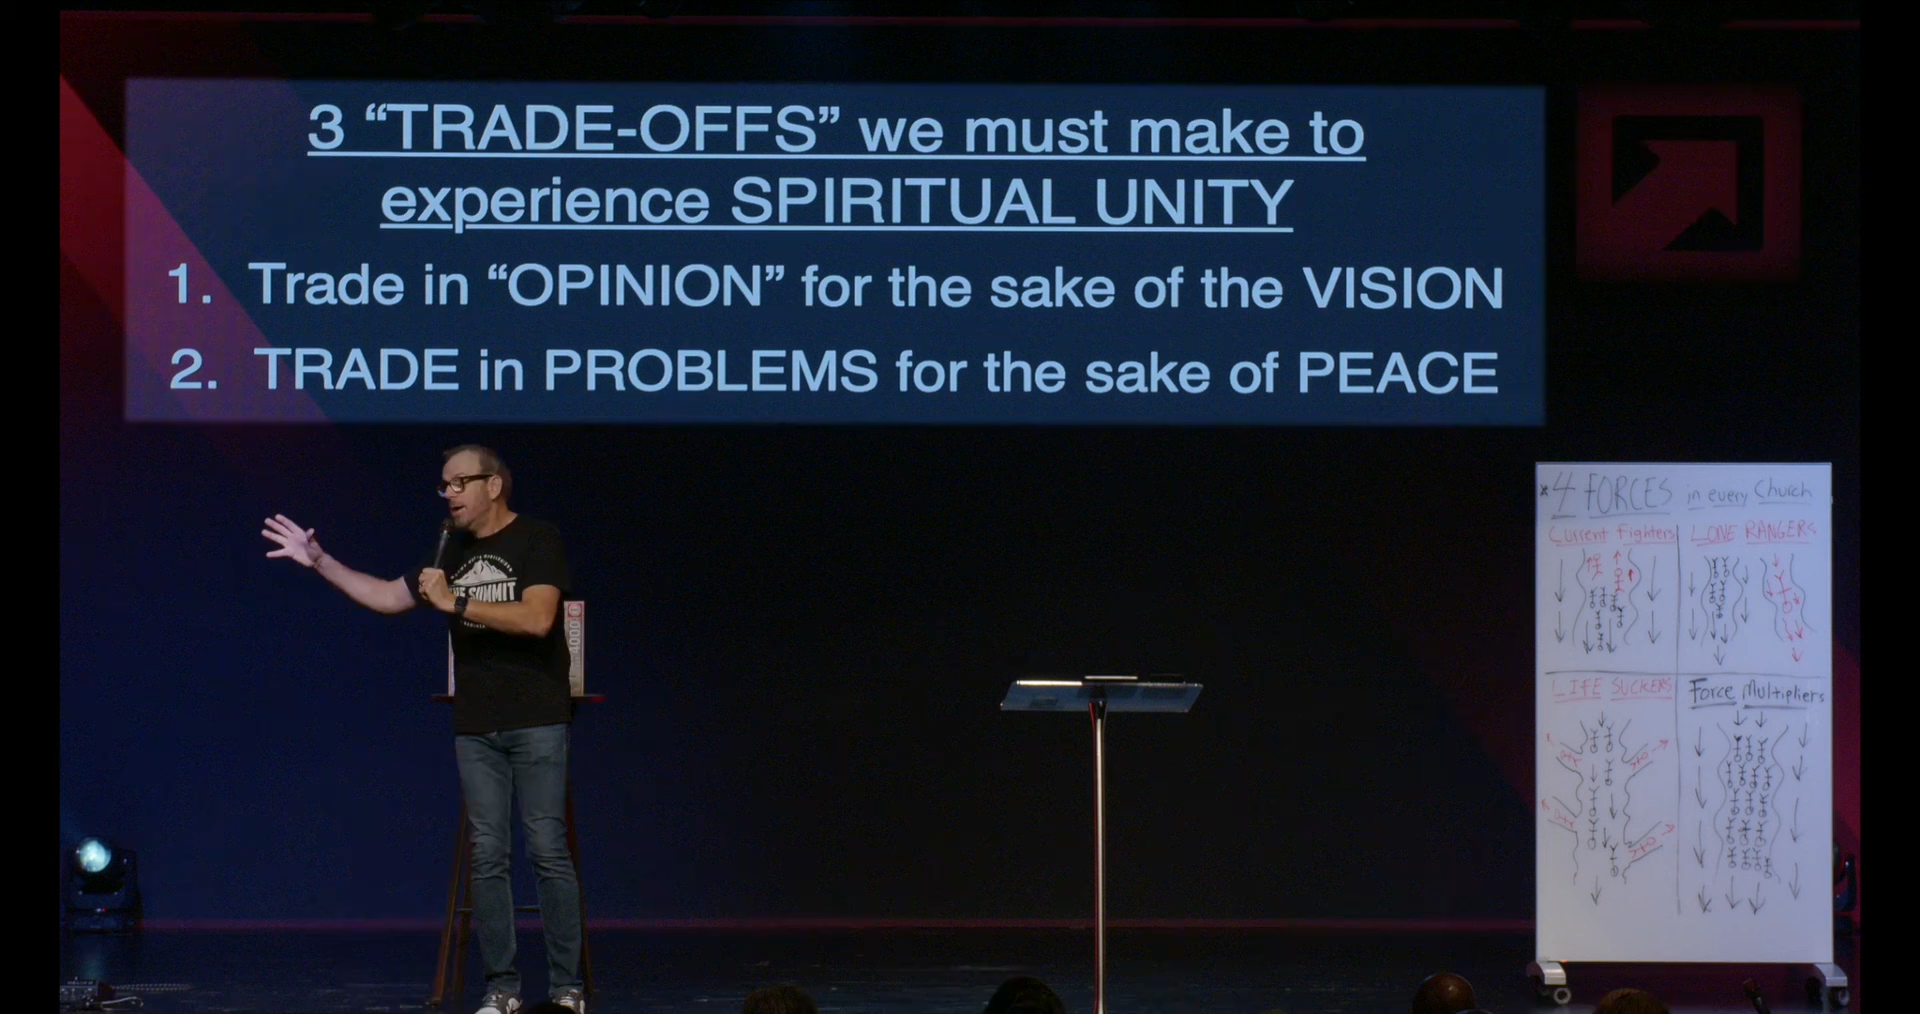 3 “TRADE-OFFS” we must make to
experience SPIRITUAL UNITY
1. Trade in “OPINION” for the sake of the VISION
2. TRADE in PROBLEMS for the sake of PEACE
SUMMIT
4000
* 4 FORCES in every Church
Current Fighters
LONE RANGERS
LIFE SUCKERS
Force Multipliers